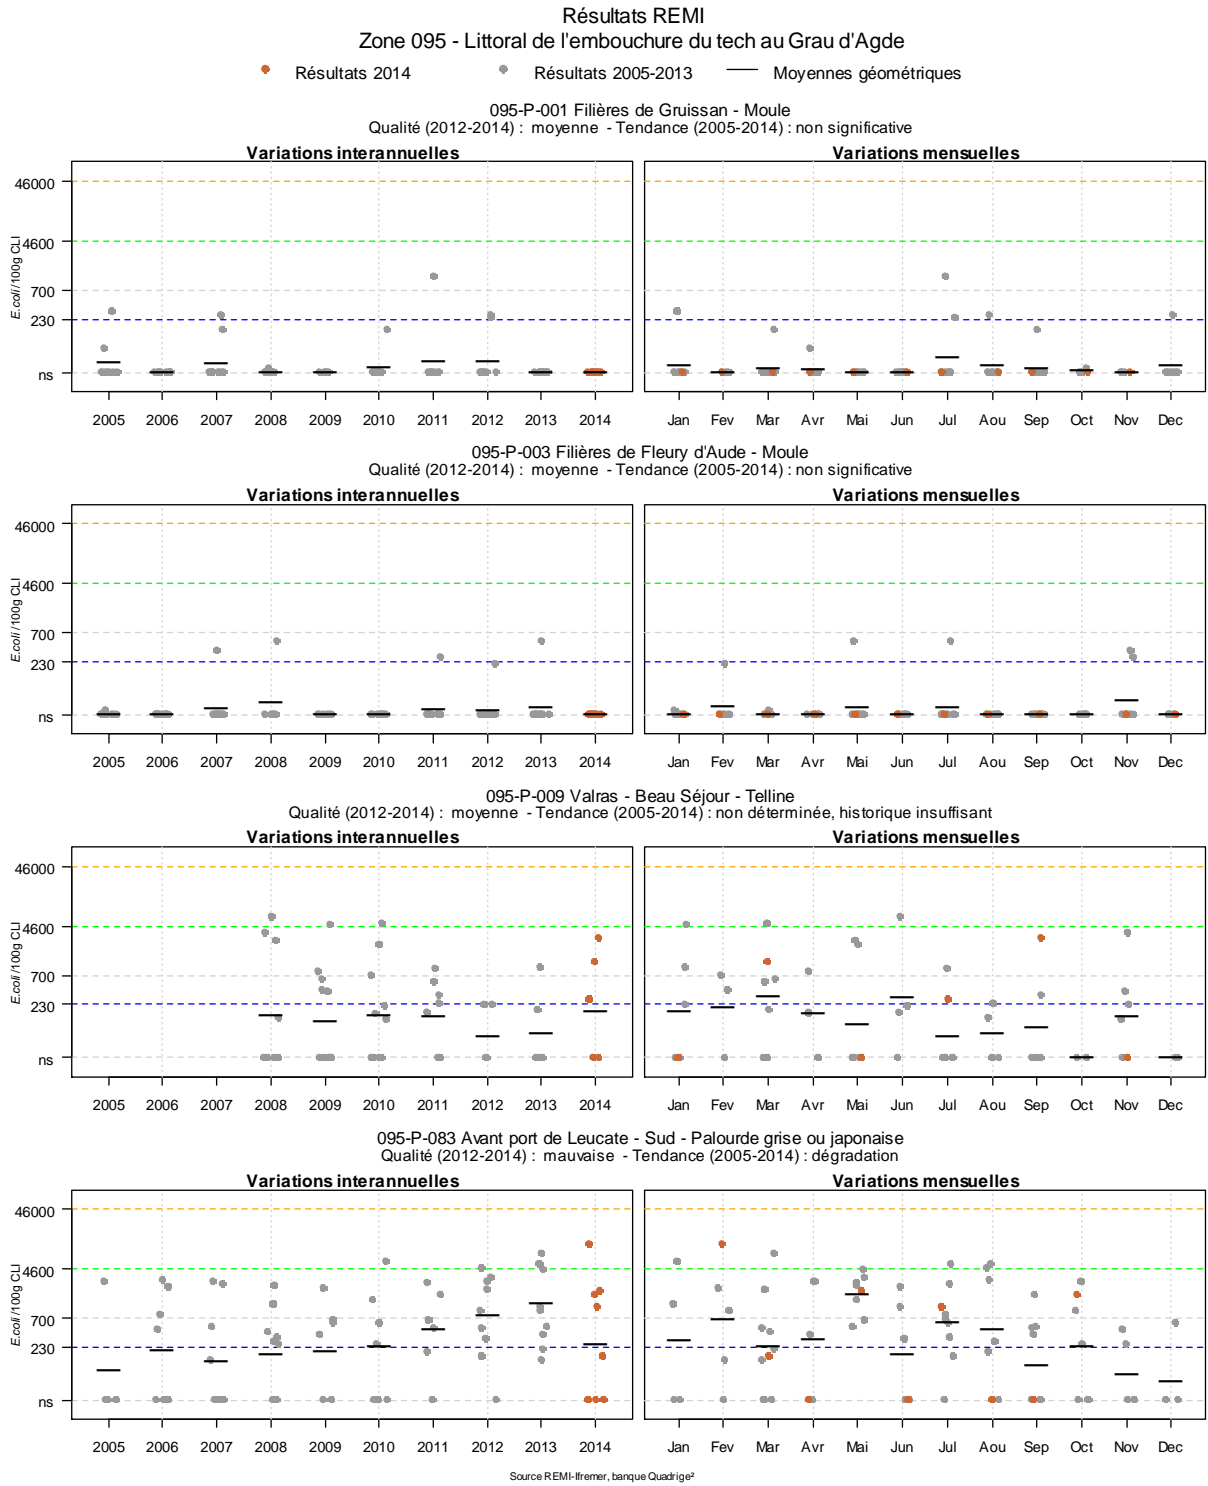 Résultats REMI
Zone 095 - Littoral de l'embouchure du tech au Grau d'Agde
Résultats 2014 Résultats 2005-2013 Moyennes géométriques
095-P-001 Filières de Gruissan - Moule
Qualité (2012-2014) : moyenne - Tendance (2005-2014) : non significative
Variations interannuelles Variations mensuelles
E.coli/100g CLI
46000
4600
700
230
ns
2005 2006 2007 2008 2009 2010 2011 2012 2013 2014 Jan Fev Mar Avr Mai Jun Jul Aou Sep Oct Nov Dec
095-P-003 Filières de Fleury d'Aude - Moule
Qualité (2012-2014) : moyenne - Tendance (2005-2014) : non significative
Variations interannuelles Variations mensuelles
E.coli/100g CLI
46000
4600
700
230
ns
2005 2006 2007 2008 2009 2010 2011 2012 2013 2014 Jan Fev Mar Avr Mai Jun Jul Aou Sep Oct Nov Dec
095-P-009 Valras - Beau Séjour - Telline
Qualité (2012-2014) : moyenne - Tendance (2005-2014) : non déterminée, historique insuffisant
Variations interannuelles Variations mensuelles
E.coli/100g CLI
46000
4600
700
230
ns
2005 2006 2007 2008 2009 2010 2011 2012 2013 2014 Jan Fev Mar Avr Mai Jun Jul Aou Sep Oct Nov Dec
095-P-083 Avant port de Leucate - Sud - Palourde grise ou japonaise
Qualité (2012-2014) : mauvaise - Tendance (2005-2014) : dégradation
Variations interannuelles Variations mensuelles
E.coli/100g CLI
46000
4600
700
230
ns
2005 2006 2007 2008 2009 2010 2011 2012 2013 2014 Jan Fev Mar Avr Mai Jun Jul Aou Sep Oct Nov Dec
Source REMI-Ifremer, banque Quadrige²